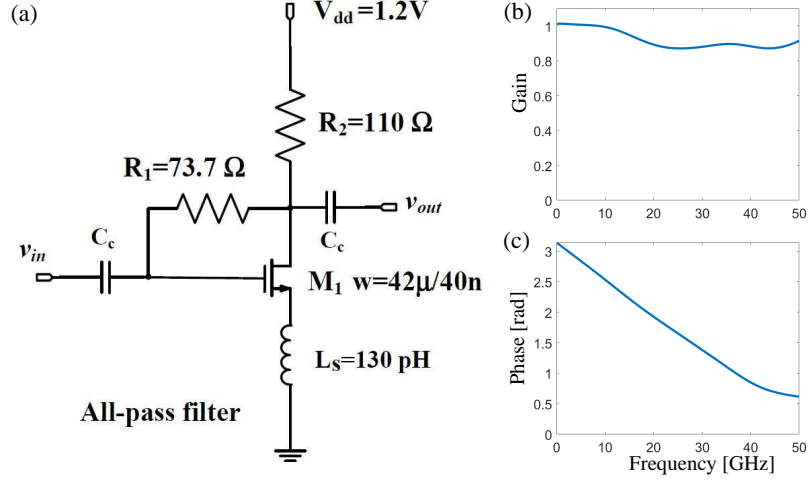 (a)
V_dd=1.2V
R_2=110 Ω
R_1=73.7 Ω
C_c
v_in
C_c
v_out
M_1 w=42μ/40n
L_S=130 pH
All-pass filter
(b)
1
0.8
0.6
0.4
0.2
0
Gain
0 10 20 30 40 50
(c)
3
2.5
2
1.5
1
0.5
0
Phase [rad]
0 10 20 30 40 50
Frequency [GHz]